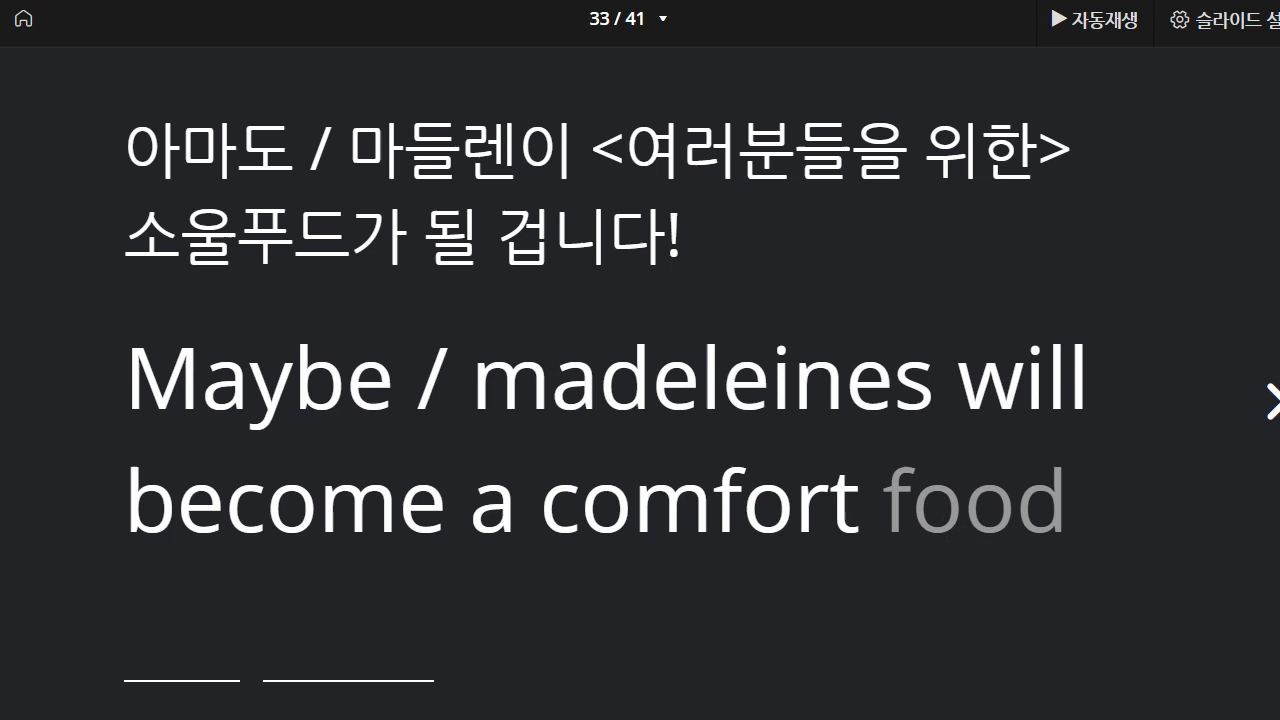 33 / 41
자동재생
슬라이드
아마도 / 마들렌이 <여러분들을 위한>
소울푸드가 될 겁니다!
Maybe / madeleines will
become a comfort food